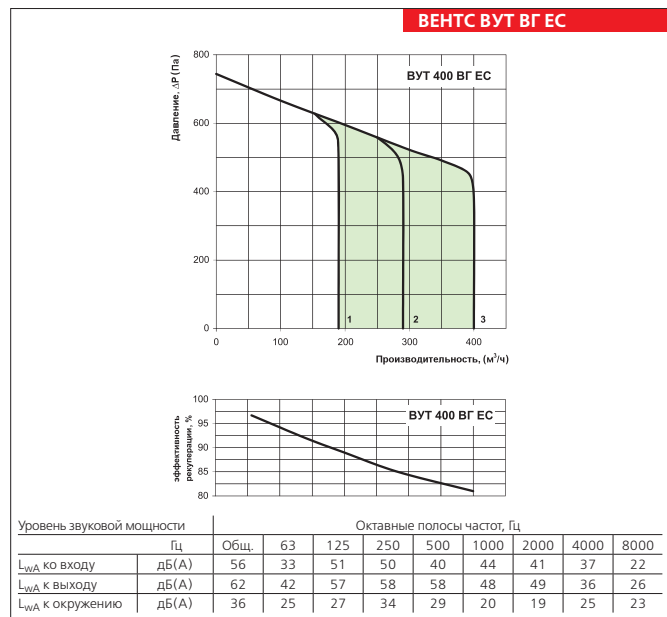 ВЕНТС ВУТ ВГ ЕС
Давление, ΔP (Па)
800
600
400
200
0
ВУТ 400 ВГ ЕС
1
2
3
0 100 200 300 400
Производительность, (м³/ч)
эффективность
рекуперации, %
100
95
90
85
80
ВУТ 400 ВГ ЕС
Уровень звуковой мощности Октавные полосы частот, Гц
Гц Общ. 63 125 250 500 1000 2000 4000 8000
LwA ко входу дБ(А) 56 33 51 50 40 44 41 37 22
LwA к выходу дБ(А) 62 42 57 58 58 48 49 36 26
LwA к окружению дБ(А) 36 25 27 34 29 20 19 25 23